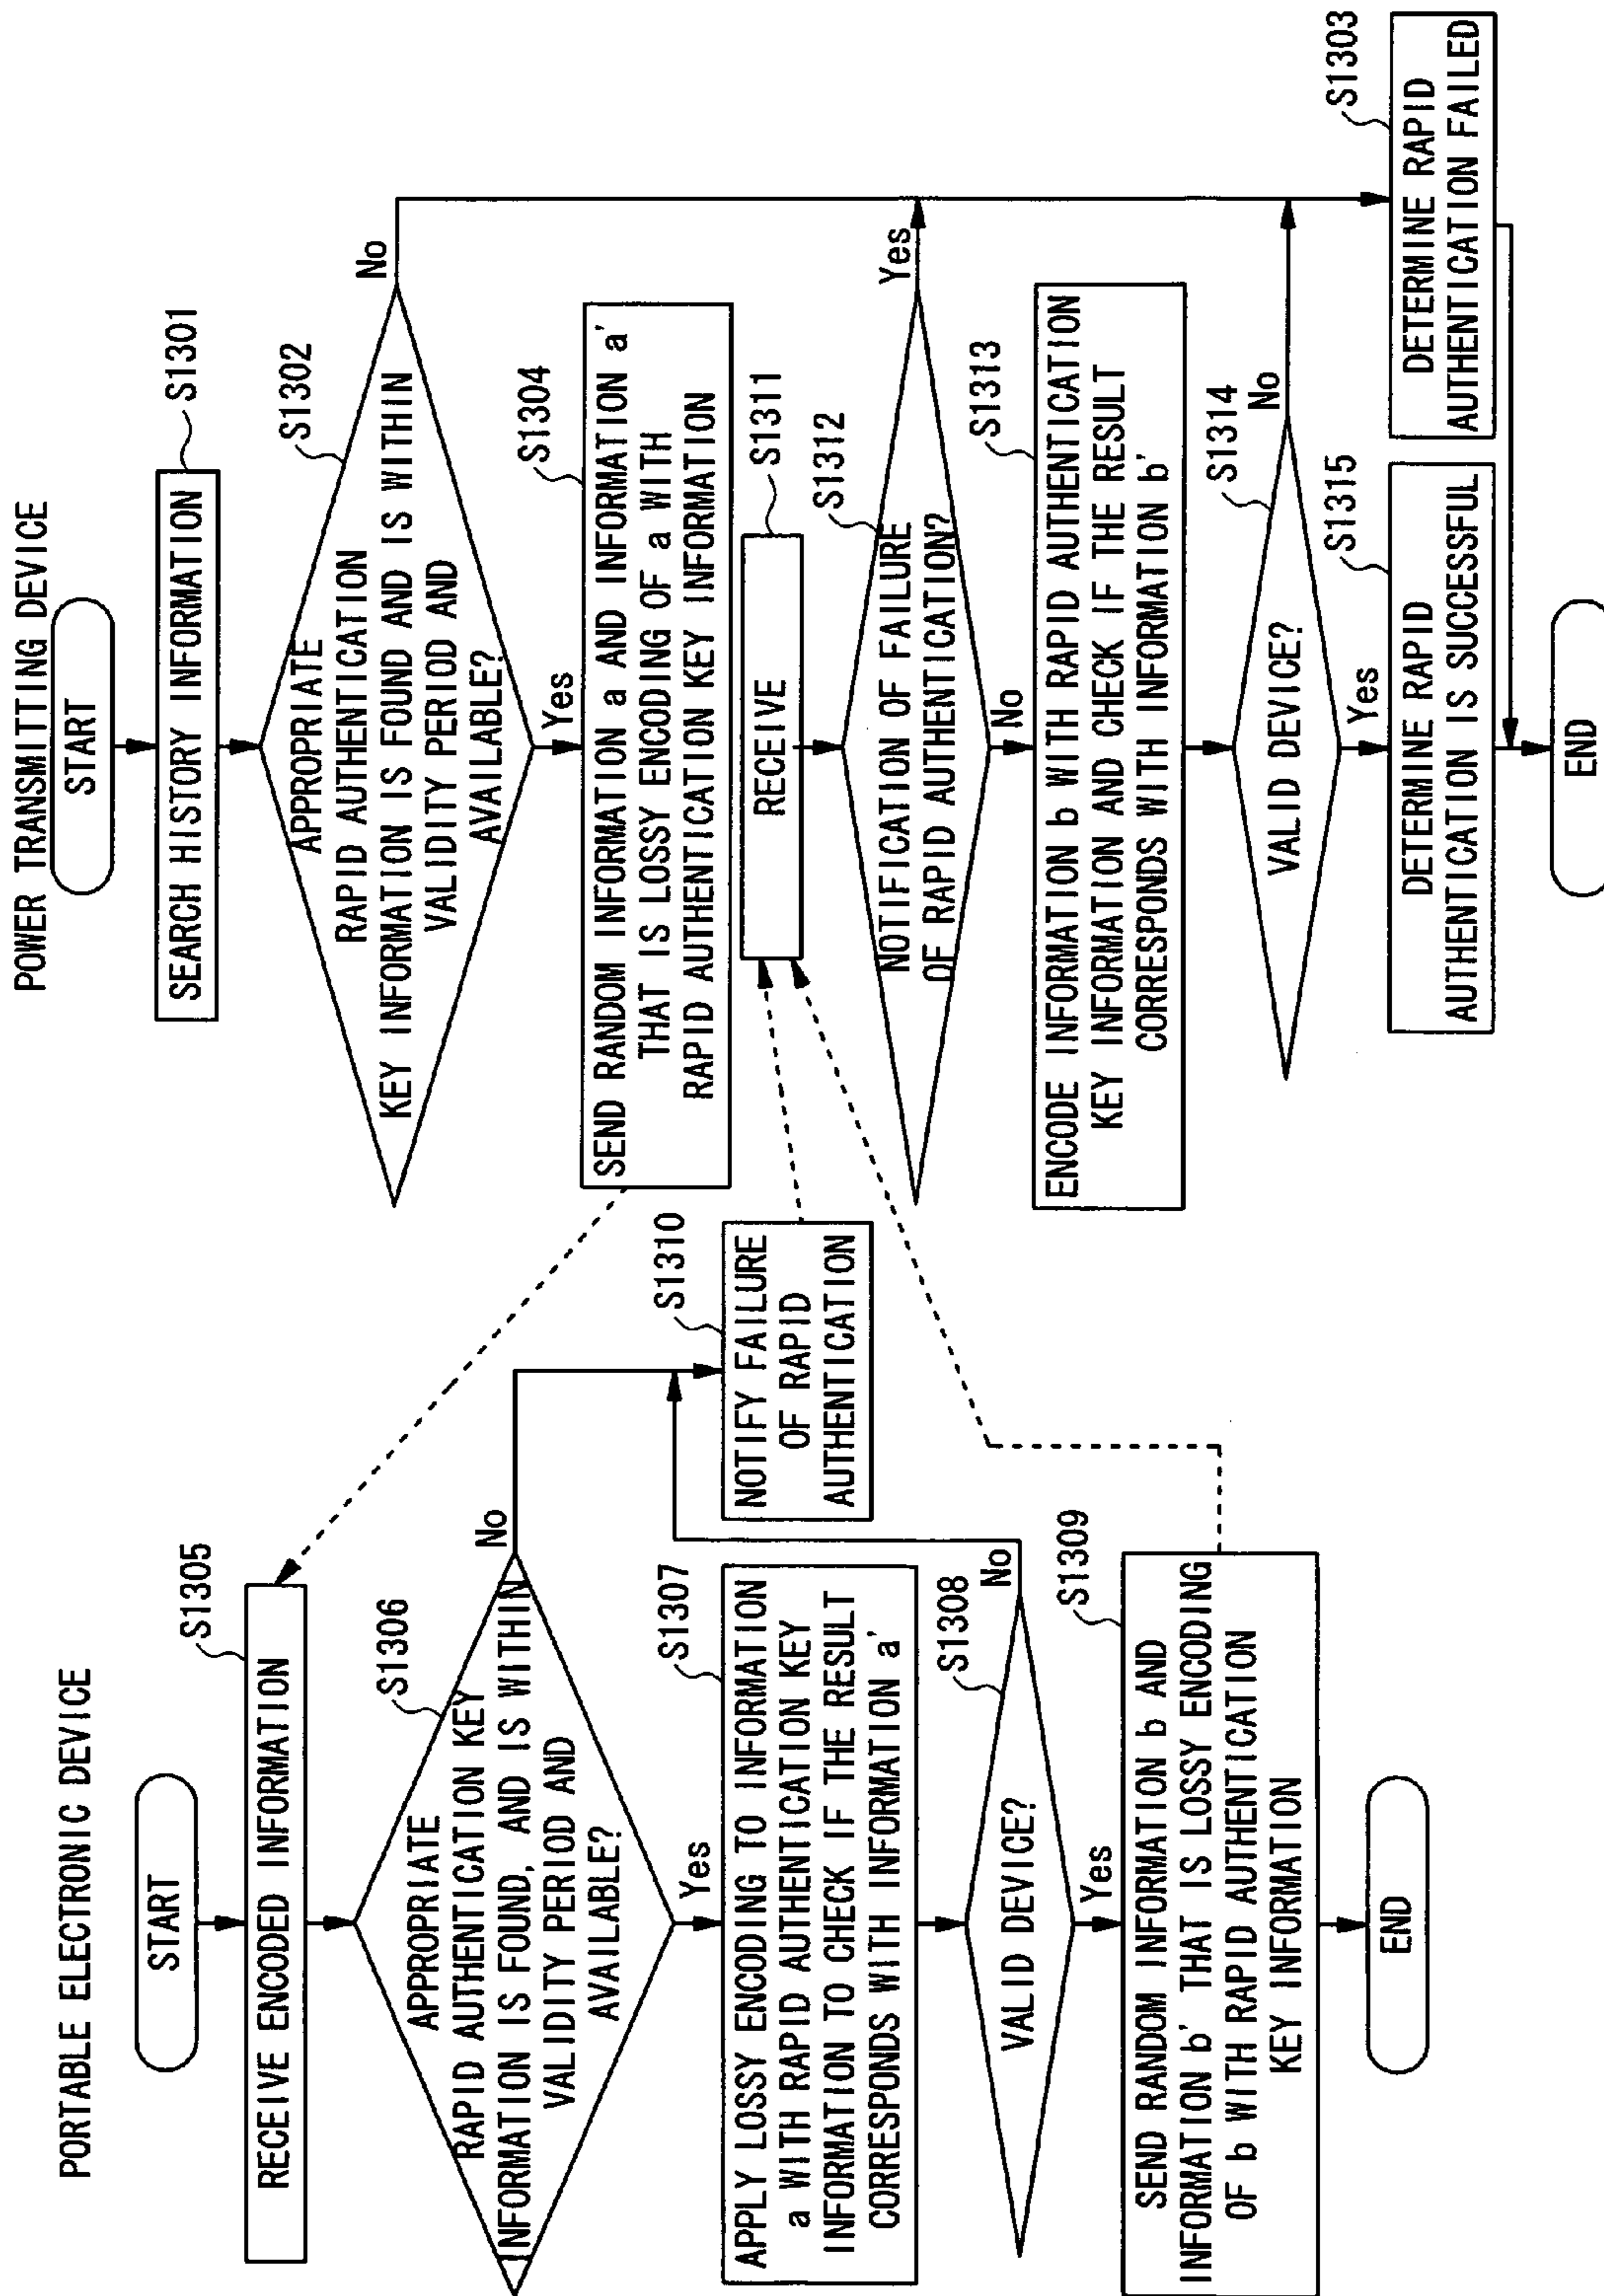 PORTABLE ELECTRONIC DEVICE
START
S1305
RECEIVE ENCODED INFORMATION
S1306
APPROPRIATE
RAPID AUTHENTICATION KEY
INFORMATION IS FOUND, AND IS WITHIN
VALIDITY PERIOD AND
AVAILABLE?
No
Yes
S1307
APPLY LOSSY ENCODING TO INFORMATION
a WITH RAPID AUTHENTICATION KEY
INFORMATION TO CHECK IF THE RESULT
CORRESPONDS WITH INFORMATION a'
S1308
VALID DEVICE?
No
Yes
S1309
SEND RANDOM INFORMATION b AND
INFORMATION b' THAT IS LOSSY ENCODING
OF b WITH RAPID AUTHENTICATION
KEY INFORMATION
END
S1310
NOTIFY FAILURE
OF RAPID
AUTHENTICATION
POWER TRANSMITTING DEVICE
START
S1301
SEARCH HISTORY INFORMATION
S1302
APPROPRIATE
RAPID AUTHENTICATION
KEY INFORMATION IS FOUND AND IS WITHIN
VALIDITY PERIOD AND
AVAILABLE?
No
Yes
S1304
SEND RANDOM INFORMATION a AND INFORMATION a'
THAT IS LOSSY ENCODING OF a WITH
RAPID AUTHENTICATION KEY INFORMATION
S1311
RECEIVE
S1312
NOTIFICATION OF FAILURE
OF RAPID AUTHENTICATION?
Yes
No
S1313
ENCODE INFORMATION b WITH RAPID AUTHENTICATION
KEY INFORMATION AND CHECK IF THE RESULT
CORRESPONDS WITH INFORMATION b'
S1314
VALID DEVICE?
No
Yes
S1315
DETERMINE RAPID
AUTHENTICATION IS SUCCESSFUL
S1303
DETERMINE RAPID
AUTHENTICATION FAILED
END